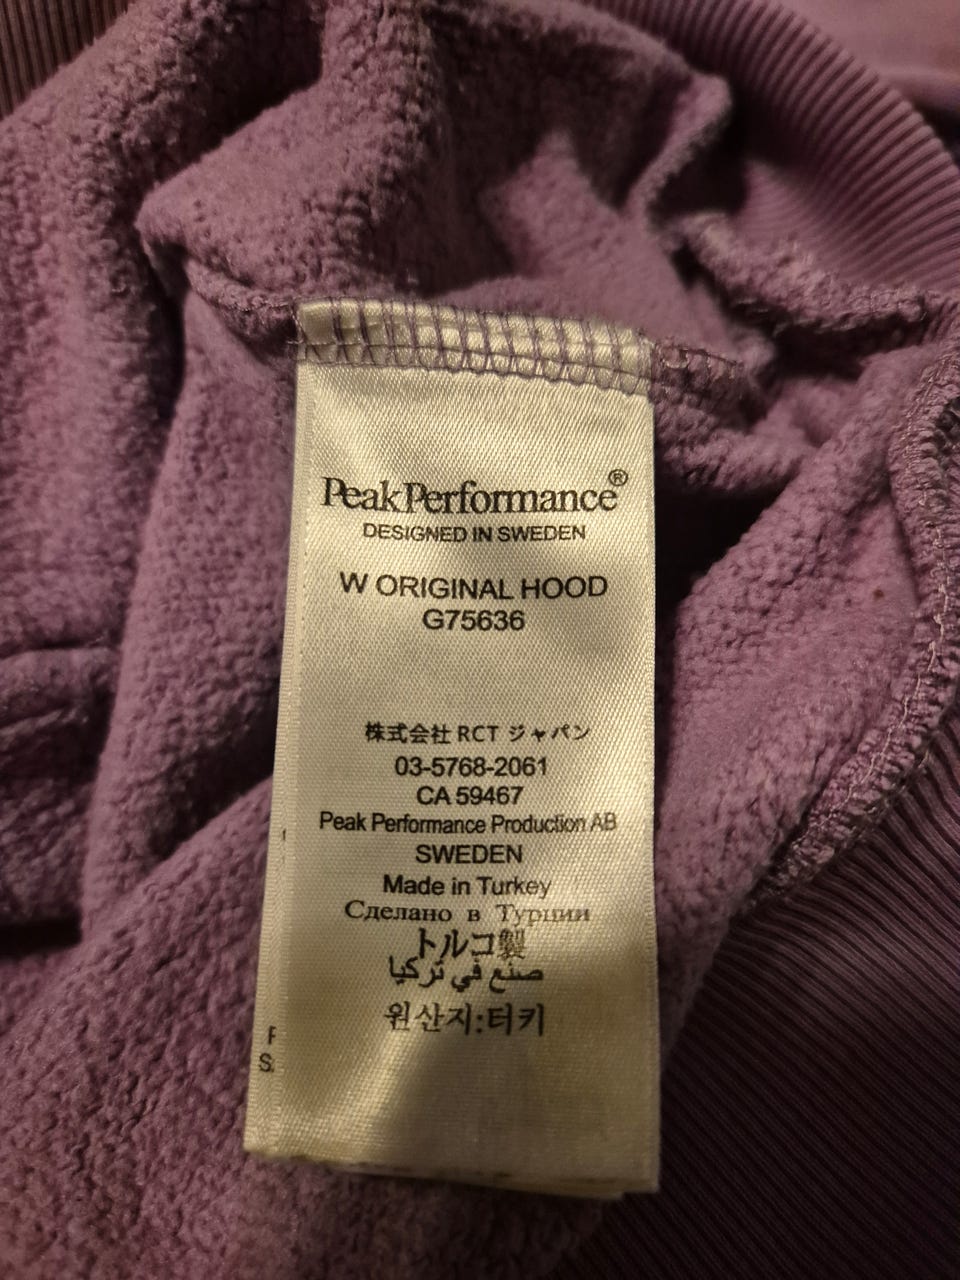 PeakPerformance®
DESIGNED IN SWEDEN
W ORIGINAL HOOD
G75636
株式会社 RCT ジャパン
03-5768-2061
CA 59467
Peak Performance Production AB
SWEDEN
Made in Turkey
Сделано в Турции
トルコ製
صنع في تركيا
원산지:터키